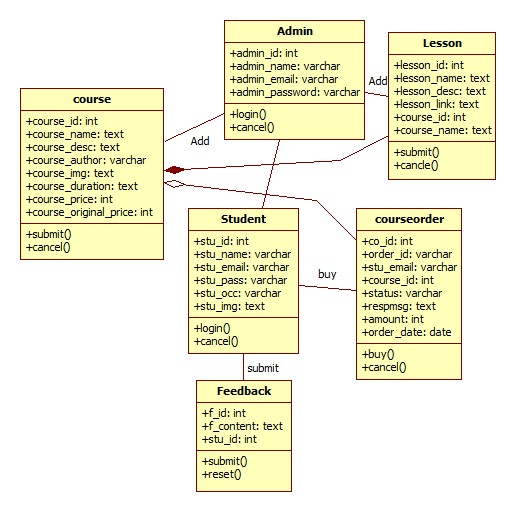 Admin
+admin_id: int
+admin_name: varchar
+admin_email: varchar
+admin_password: varchar
+login()
+cancel()
Lesson
+lesson_id: int
+lesson_name: text
+lesson_desc: text
+lesson_link: text
+course_id: int
+course_name: text
+submit()
+cancle()
Add
course
+course_id: int
+course_name: text
+course_desc: text
+course_author: varchar
+course_img: text
+course_duration: text
+course_price: int
+course_original_price: int
+submit()
+cancel()
Add
Student
+stu_id: int
+stu_name: varchar
+stu_email: varchar
+stu_pass: varchar
+stu_occ: varchar
+stu_img: text
+login()
+cancel()
buy
courseorder
+co_id: int
+order_id: varchar
+stu_email: varchar
+course_id: int
+status: varchar
+respmsg: text
+amount: int
+order_date: date
+buy()
+cancel()
submit
Feedback
+f_id: int
+f_content: text
+stu_id: int
+submit()
+reset()